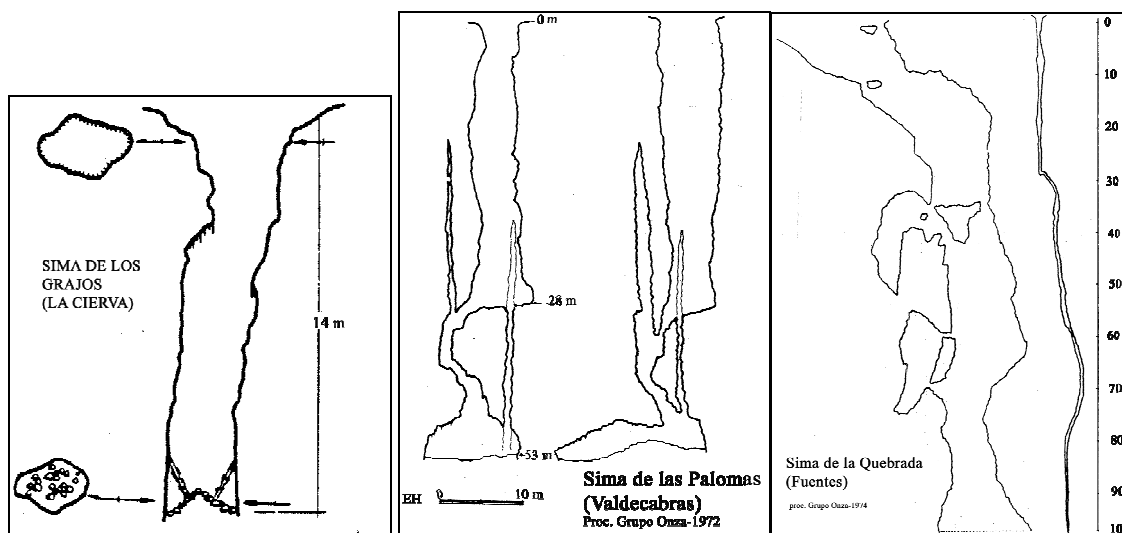 SIMA DE LOS
GRAJOS
(LA CIERVA)
14 m
0 m
-28 m
-53 m
EH 0 10 m
Sima de las Palomas
(Valdecabras)
Proc. Grupo Onza-1972
0
10
20
30
40
50
60
70
80
90
10
Sima de la Quebrada
(Fuentes)
proc. Grupo Onza-1974